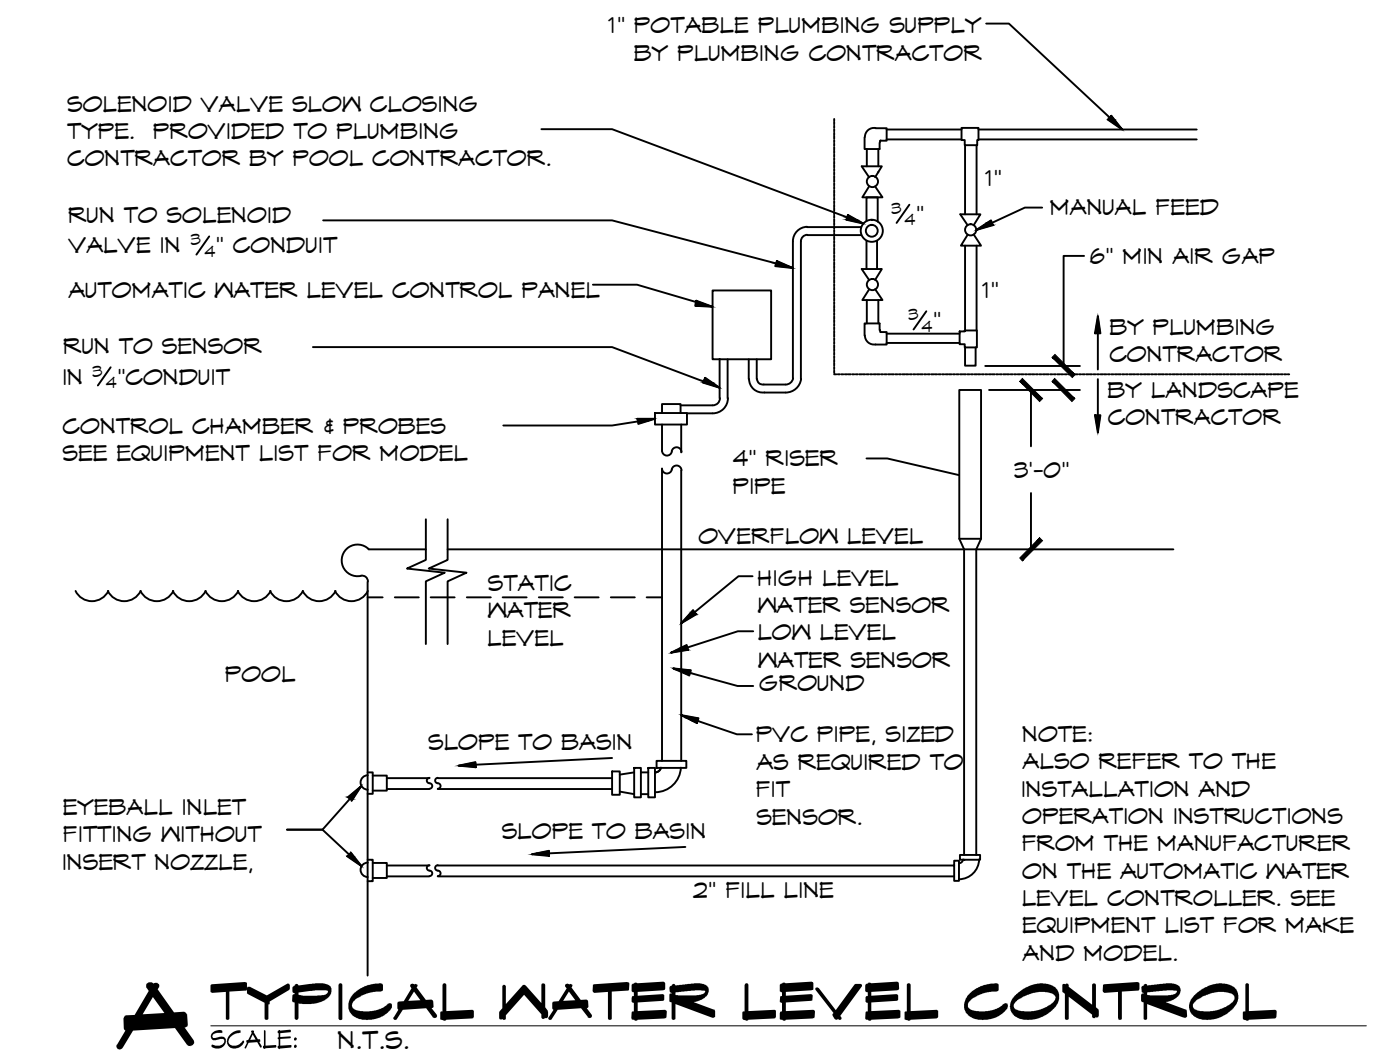 1" POTABLE PLUMBING SUPPLY
BY PLUMBING CONTRACTOR
SOLENOID VALVE SLOW CLOSING
TYPE. PROVIDED TO PLUMBING
CONTRACTOR BY POOL CONTRACTOR.
RUN TO SOLENOID
VALVE IN 3/4" CONDUIT
AUTOMATIC WATER LEVEL CONTROL PANEL
RUN TO SENSOR
IN 3/4"CONDUIT
CONTROL CHAMBER & PROBES
SEE EQUIPMENT LIST FOR MODEL
1"
3/4"
MANUAL FEED
6" MIN AIR GAP
1"
3/4"
BY PLUMBING
CONTRACTOR
BY LANDSCAPE
CONTRACTOR
4" RISER
PIPE
3'-0"
OVERFLOW LEVEL
STATIC
WATER
LEVEL
HIGH LEVEL
WATER SENSOR
LOW LEVEL
WATER SENSOR
GROUND
POOL
SLOPE TO BASIN
PVC PIPE, SIZED
AS REQUIRED TO
FIT
SENSOR.
EYEBALL INLET
FITTING WITHOUT
INSERT NOZZLE,
SLOPE TO BASIN
2" FILL LINE
NOTE:
ALSO REFER TO THE
INSTALLATION AND
OPERATION INSTRUCTIONS
FROM THE MANUFACTURER
ON THE AUTOMATIC WATER
LEVEL CONTROLLER. SEE
EQUIPMENT LIST FOR MAKE
AND MODEL.
A TYPICAL WATER LEVEL CONTROL
SCALE: N.T.S.